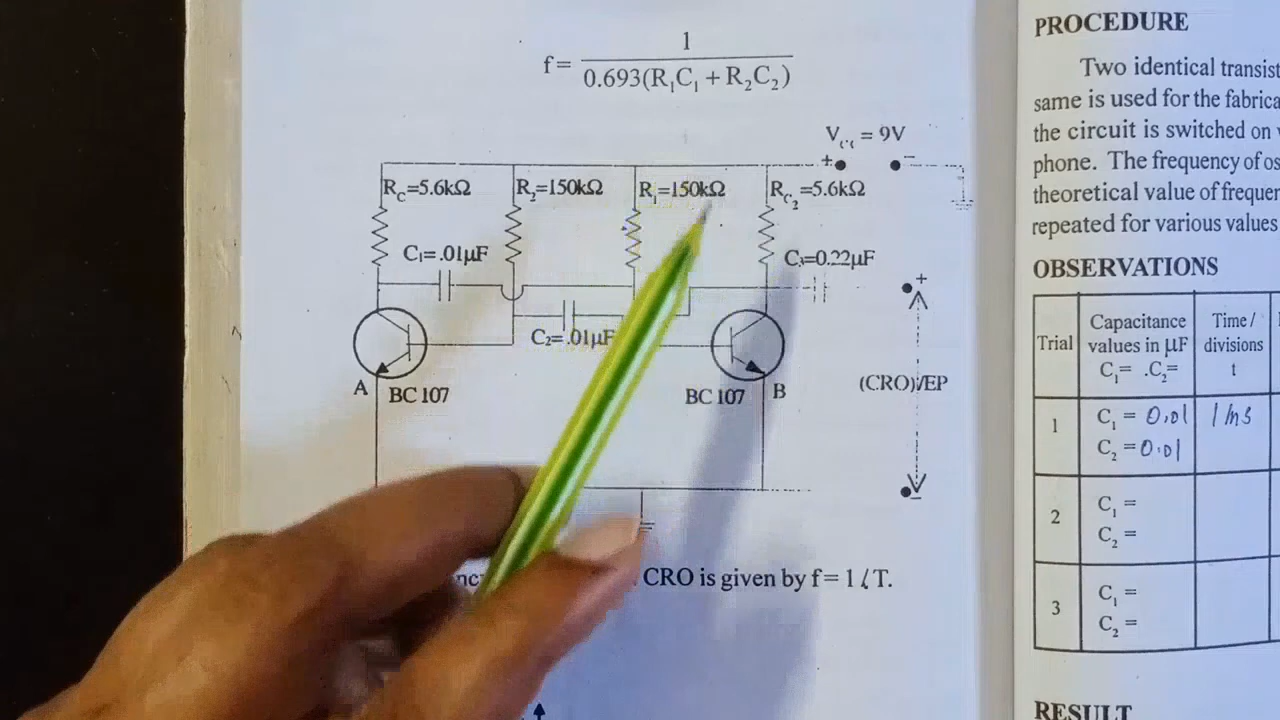 f = 1 / 0.693(R₁C₁ + R₂C₂)
V_CC = 9V
+ −
R_C=5.6kΩ R₂=150kΩ R₁=150kΩ R_C₂=5.6kΩ
C₁=.01μF C₃=0.22μF
+
C₂=.01μF
A BC 107 BC 107 B (CRO)/EP
CRO is given by f= 1/T.
PROCEDURE
Two identical transist
same is used for the fabrica
the circuit is switched on
phone. The frequency of os
theoretical value of frequer
repeated for various values
OBSERVATIONS
Trial Capacitance values in μF C₁= .C₂= Time / divisions t
1 C₁ = 0.01 1ms
C₂ = 0.01
2 C₁ =
C₂ =
3 C₁ =
C₂ =
RESULT